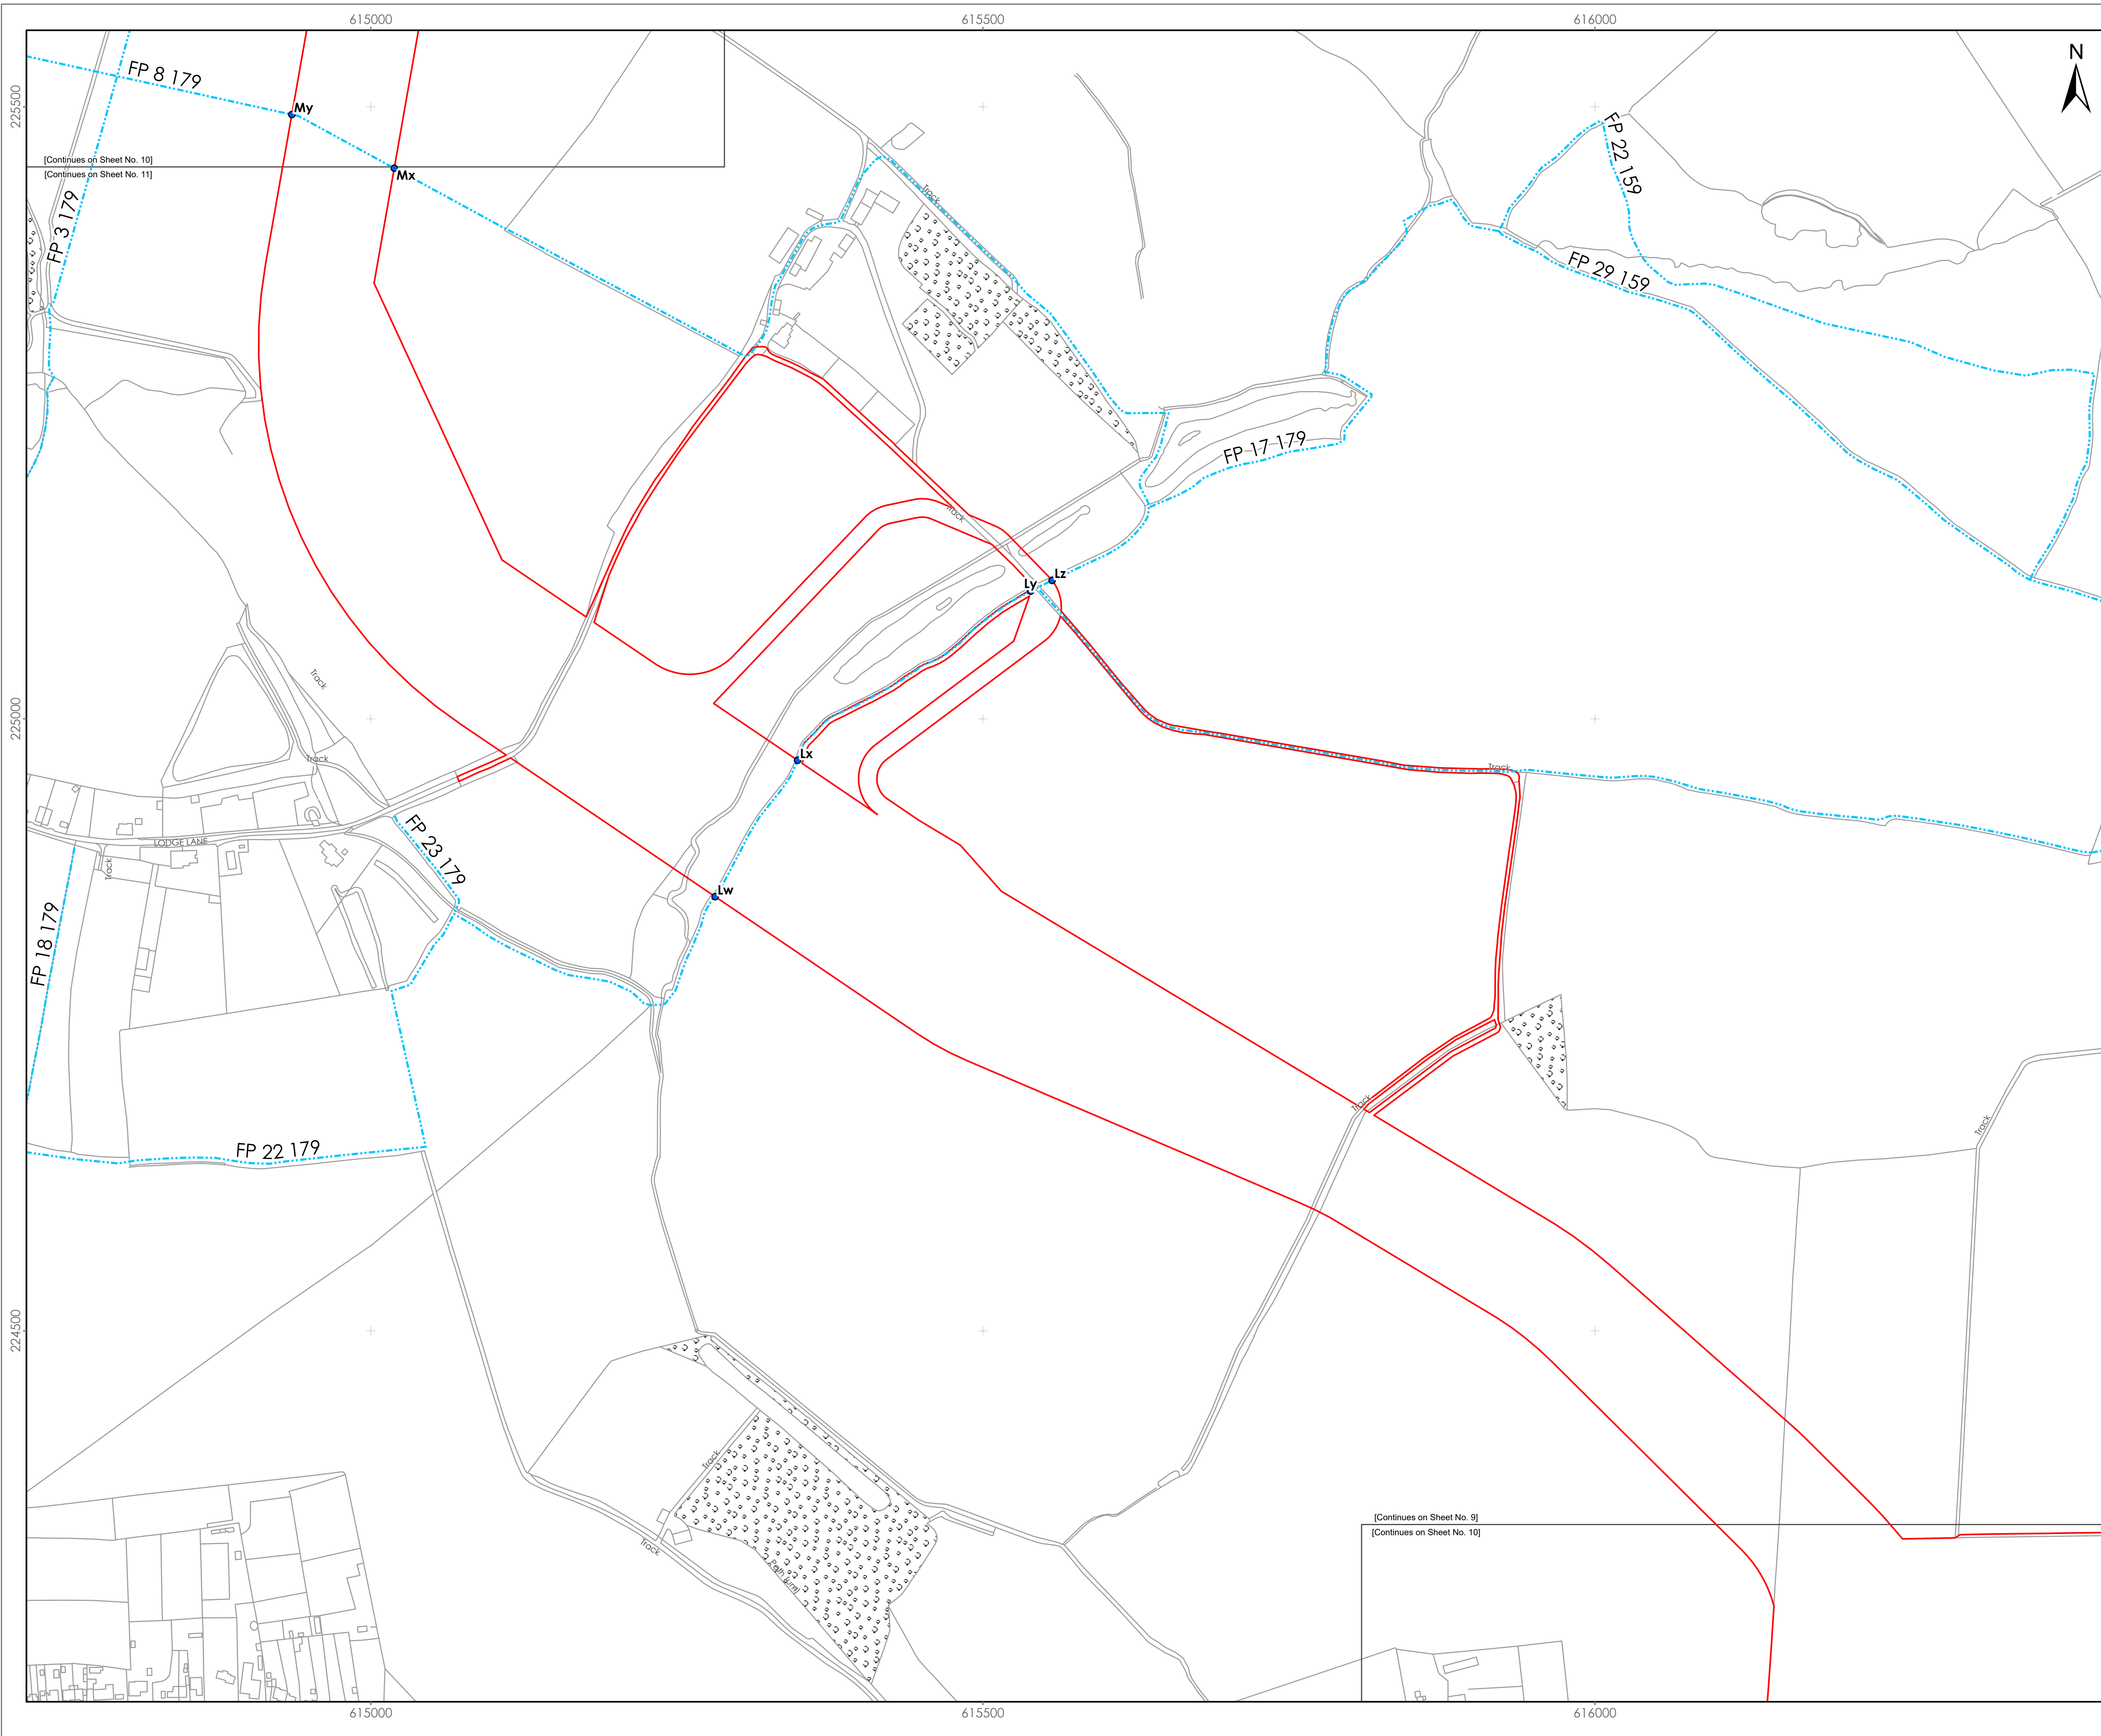 615000
615500
616000
N
225500
225000
224500
FP 8 179
My
[Continues on Sheet No. 10]
[Continues on Sheet No. 11]
Mx
FP 3 179
Track
FP 22 159
FP 29 159
FP 17 179
Track
Ly
Lz
Track
Lx
Track
Track
LODGE LANE
Track
FP 23 179
Lw
FP 18 179
Track
Track
FP 22 179
Track
Track
Path (um)
[Continues on Sheet No. 9]
[Continues on Sheet No. 10]
615000
615500
616000